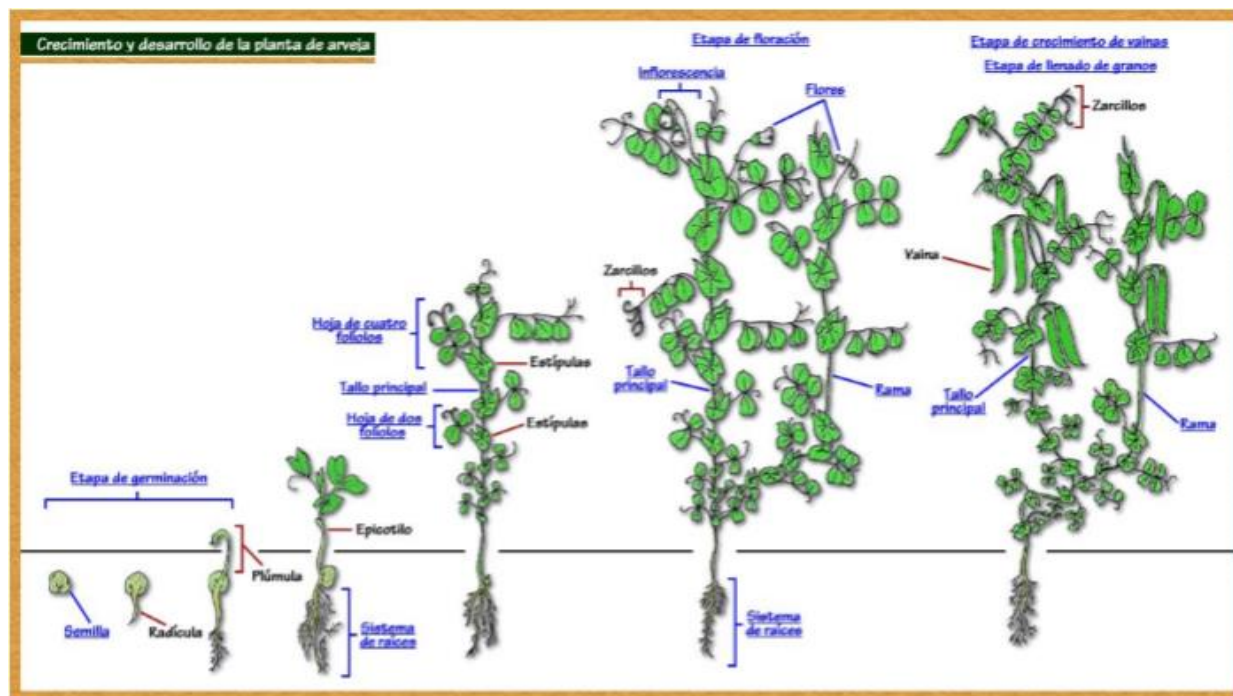 Crecimiento y desarrollo de la planta de arveja
Etapa de floración
Etapa de crecimiento de vainas
Etapa de llenado de granos
Inflorescencia
Flores
Zarcillos
Vaina
Zarcillos
Hoja de cuatro
foliolos
Estípulas
Tallo principal
Hoja de dos
foliolos
Estípulas
Tallo
principal
Rama
Tallo
principal
Rama
Etapa de germinación
Epicotilo
Plúmula
Semilla
Radícula
Sistema
de raíces
Sistema
de raíces